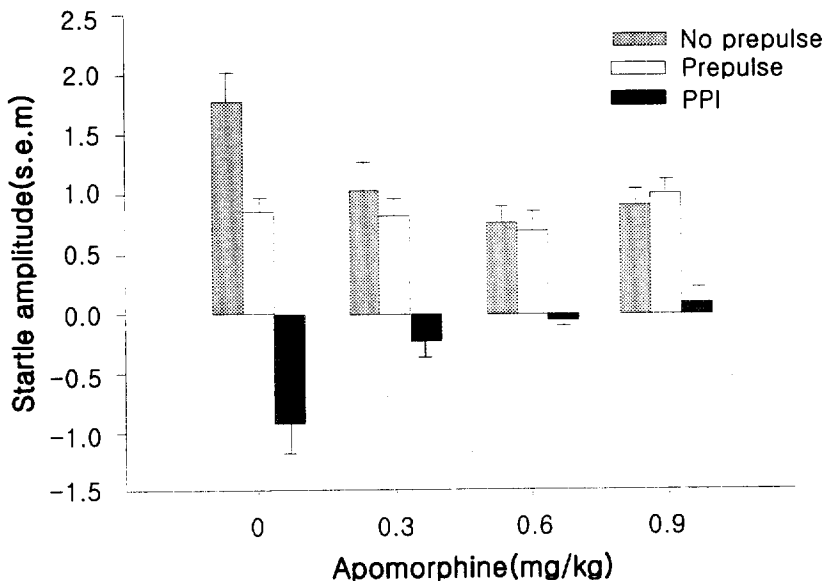 2.5
2.0
1.5
1.0
0.5
0.0
-0.5
-1.0
-1.5
Startle amplitude(s.e.m)
No prepulse
Prepulse
PPI
0 0.3 0.6 0.9
Apomorphine(mg/kg)